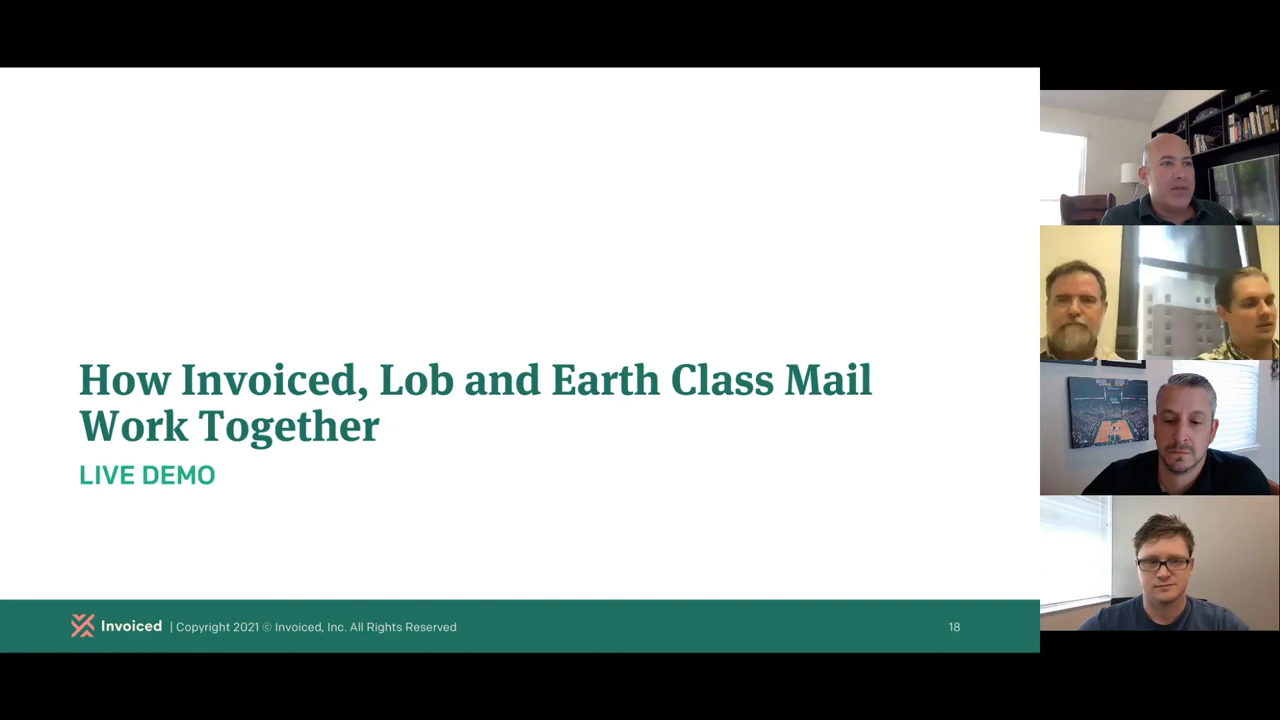 How Invoiced, Lob and Earth Class Mail
Work Together
LIVE DEMO
Invoiced | Copyright 2021 © Invoiced, Inc. All Rights Reserved
18